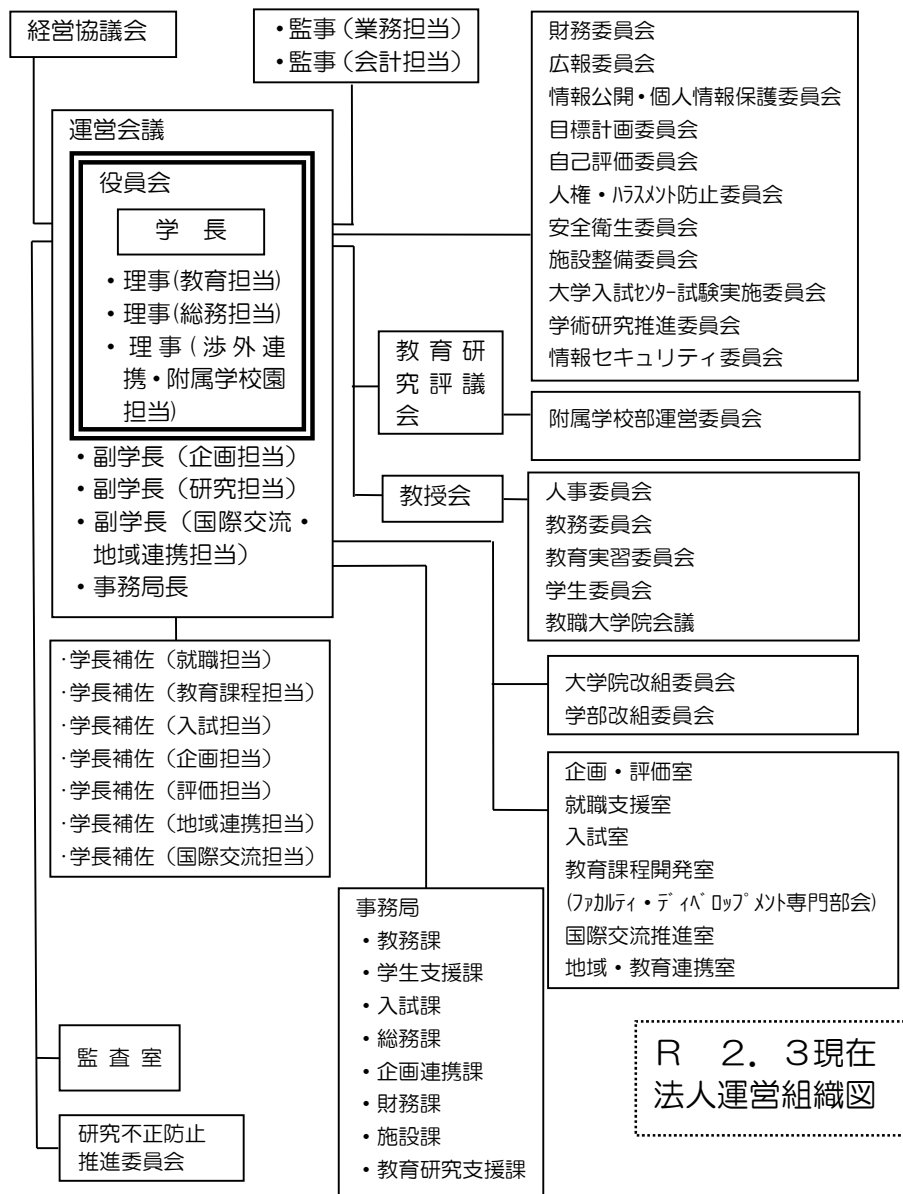 経営協議会
・監事（業務担当）
・監事（会計担当）
財務委員会
広報委員会
情報公開・個人情報保護委員会
目標計画委員会
自己評価委員会
人権・ﾊﾗｽﾒﾝﾄ防止委員会
安全衛生委員会
施設整備委員会
大学入試ｾﾝﾀｰ試験実施委員会
学術研究推進委員会
情報セキュリティ委員会
運営会議
役員会
学　長
・理事(教育担当)
・理事(総務担当)
・理事(渉外連
携・附属学校園
担当)
・副学長（企画担当）
・副学長（研究担当）
・副学長（国際交流・
地域連携担当）
・事務局長
教育研
究評議
会
附属学校部運営委員会
教授会
人事委員会
教務委員会
教育実習委員会
学生委員会
教職大学院会議
・学長補佐（就職担当）
・学長補佐（教育課程担当）
・学長補佐（入試担当）
・学長補佐（企画担当）
・学長補佐（評価担当）
・学長補佐（地域連携担当）
・学長補佐（国際交流担当）
大学院改組委員会
学部改組委員会
企画・評価室
就職支援室
入試室
教育課程開発室
(ﾌｧｶﾙﾃｨ・ﾃﾞｨﾍﾞﾛｯﾌﾟﾒﾝﾄ専門部会)
国際交流推進室
地域・教育連携室
事務局
・教務課
・学生支援課
・入試課
・総務課
・企画連携課
・財務課
・施設課
・教育研究支援課
監査室
研究不正防止
推進委員会
Ｒ　２．３現在
法人運営組織図